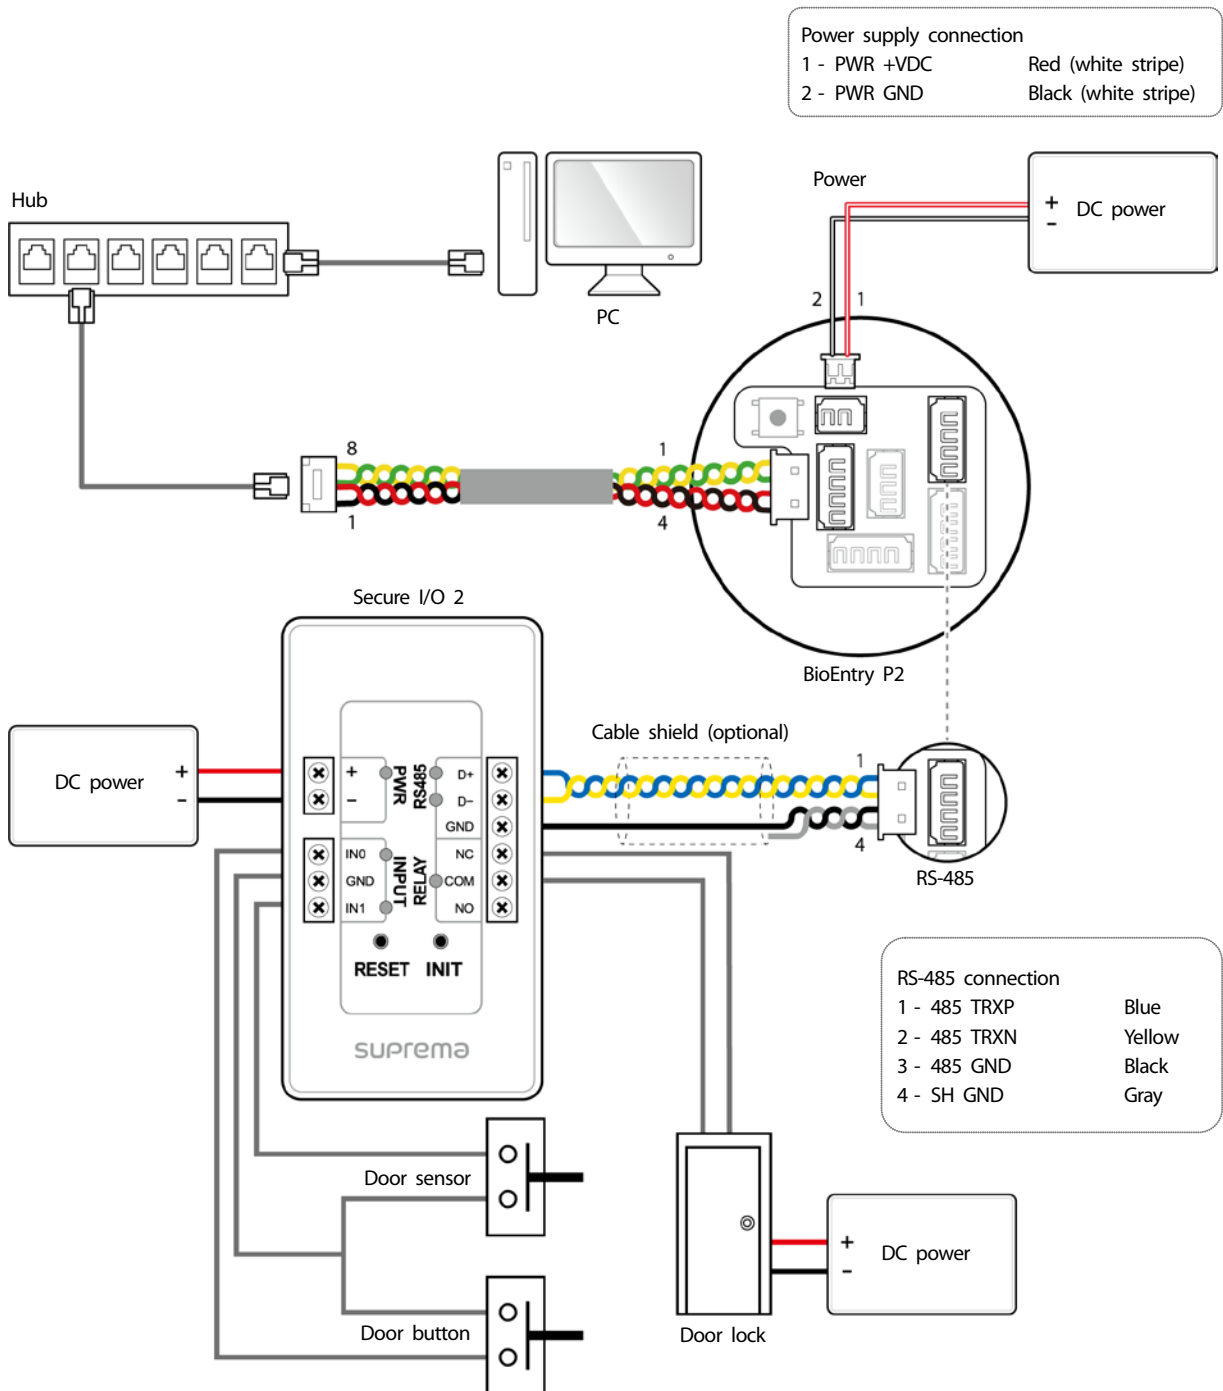 Power supply connection
1 - PWR +VDC Red (white stripe)
2 - PWR GND Black (white stripe)
Hub
PC
Power
+ DC power
-
2 1
8 1
1 4
BioEntry P2
Secure I/O 2
DC power + -
+ PWR RS485 D+
- D-
GND
IN0 INPUT RELAY NC
GND COM
IN1 NO
RESET INIT
suprema
Cable shield (optional)
1
4
RS-485
RS-485 connection
1 - 485 TRXP Blue
2 - 485 TRXN Yellow
3 - 485 GND Black
4 - SH GND Gray
Door sensor
Door button
Door lock
+ DC power
-